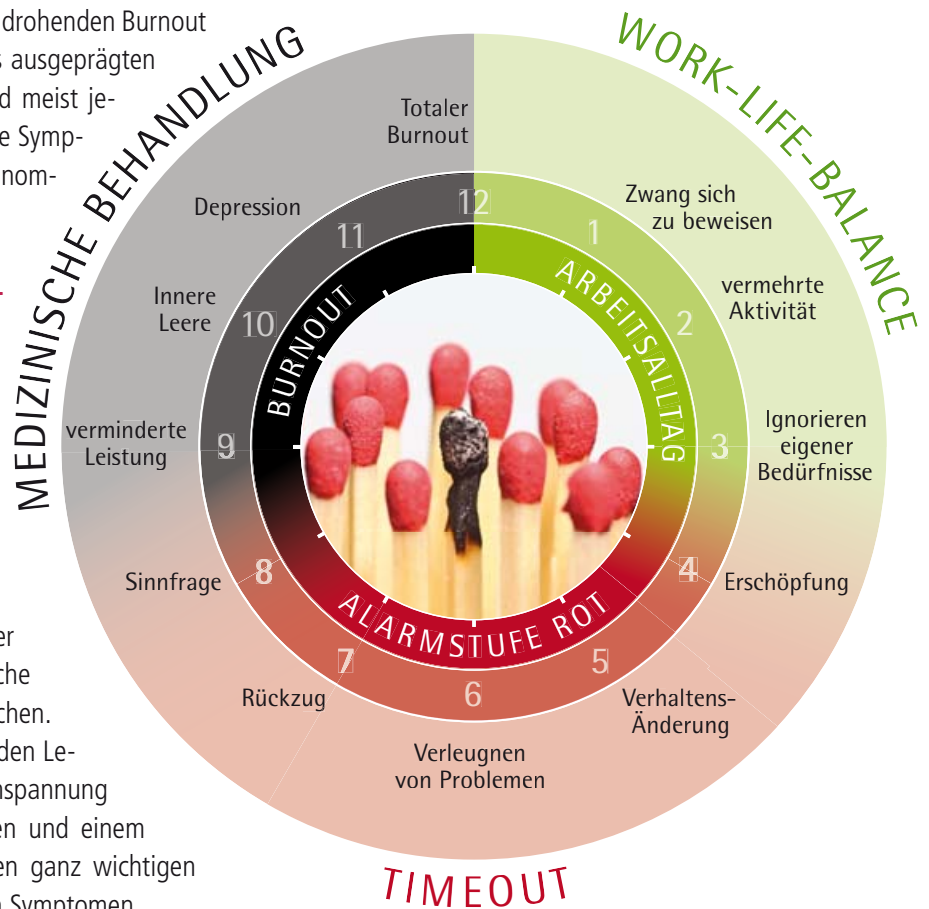 drohenden Burnout
ausgeprägten
meist je-
Symp-
nom-
MEDIZINISCHE BEHANDLUNG
WORK-LIFE-BALANCE
TIMEOUT
BURNOUT
ARBEITSALLTAG
ALARMSTUFE ROT
12
Totaler
Burnout
1
Zwang sich
zu beweisen
2
vermehrte
Aktivität
3
Ignorieren
eigener
Bedürfnisse
4
Erschöpfung
5
Verhaltens-
Änderung
6
Verleugnen
von Problemen
7
Rückzug
8
Sinnfrage
9
verminderte
Leistung
10
Innere
Leere
11
Depression
er
che
chen.
den Le-
nspannung
en und einem
en ganz wichtigen
Symptomen